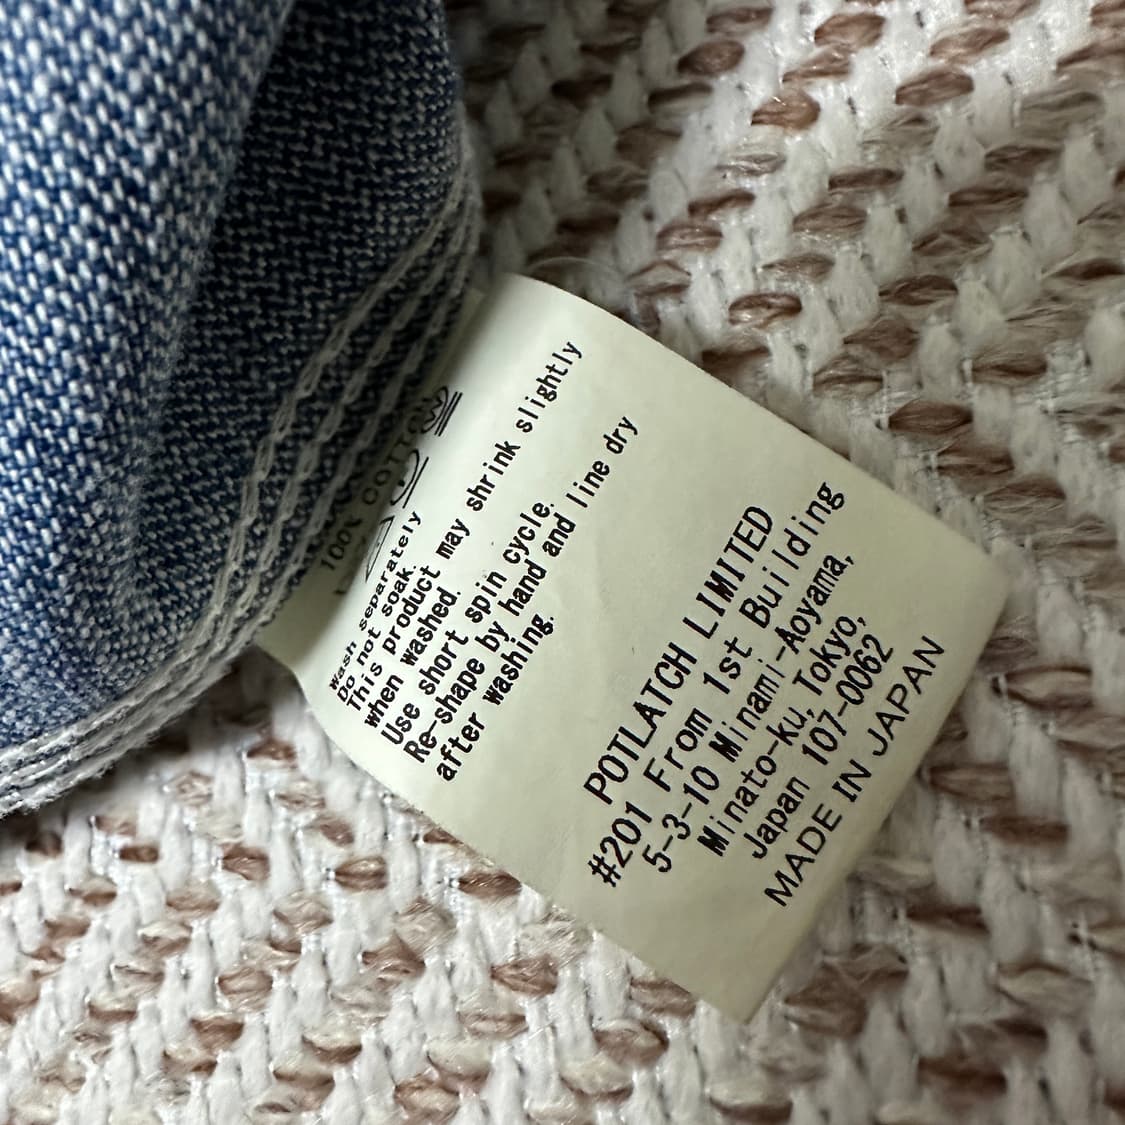 100% COTTON
Wash separately
Do not soak.
This product may shrink slightly
when washed.
Use short spin cycle.
Re-shape by hand and line dry
after washing.
POTLATCH LIMITED
#201 From 1st Building
5-3-10 Minami-Aoyama,
Minato-ku, Tokyo,
Japan 107-0062
MADE IN JAPAN